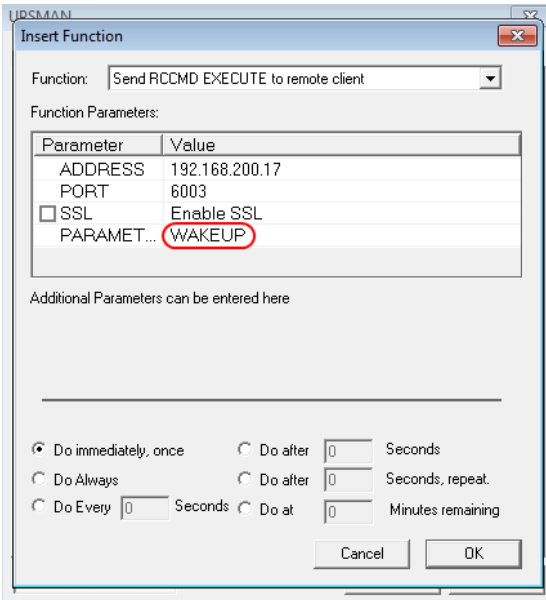 UPSMAN
Insert Function
Function: Send RCCMD EXECUTE to remote client
Function Parameters:
Parameter Value
ADDRESS 192.168.200.17
PORT 6003
SSL Enable SSL
PARAMET... WAKEUP
Additional Parameters can be entered here
Do immediately, once Do after 0 Seconds
Do Always Do after 0 Seconds, repeat.
Do Every 0 Seconds Do at 0 Minutes remaining
Cancel OK